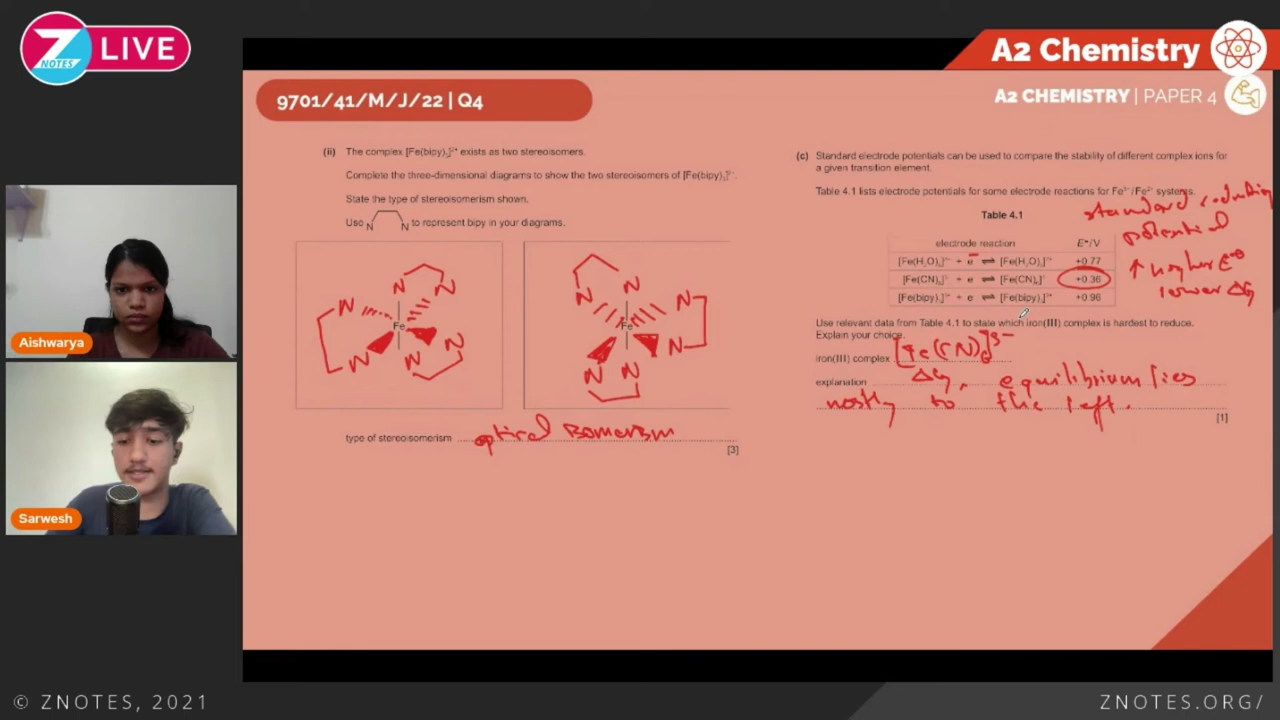 Z NOTES LIVE
A2 Chemistry
9701/41/M/J/22 | Q4
A2 CHEMISTRY | PAPER 4
(ii) The complex [Fe(bipy)₃]²⁺ exists as two stereoisomers.
Complete the three-dimensional diagrams to show the two stereoisomers of [Fe(bipy)₃]²⁺.
State the type of stereoisomerism shown.
Use N N to represent bipy in your diagrams.
N N N Fe N N N
N N N Fe N N N
type of stereoisomerism optical isomerism
[3]
(c) Standard electrode potentials can be used to compare the stability of different complex ions for
a given transition element.
Table 4.1 lists electrode potentials for some electrode reactions for Fe³⁺/Fe²⁺ systems.
standard reduction
potential
↑ higher E⊖
lower ΔG
Table 4.1
electrode reaction E⊖/V
[Fe(H₂O)₆]³⁺ + e ⇌ [Fe(H₂O)₆]²⁺ +0.77
[Fe(CN)₆]³⁻ + e ⇌ [Fe(CN)₆]⁴⁻ +0.36
[Fe(bipy)₃]³⁺ + e ⇌ [Fe(bipy)₃]²⁺ +0.96
Use relevant data from Table 4.1 to state which iron(III) complex is hardest to reduce.
Explain your choice.
iron(III) complex [Fe(CN)₆]³⁻
explanation ΔG, equilibrium lies
mostly to the left.
[1]
Aishwarya
Sarwesh
© ZNOTES, 2021
ZNOTES.ORG/